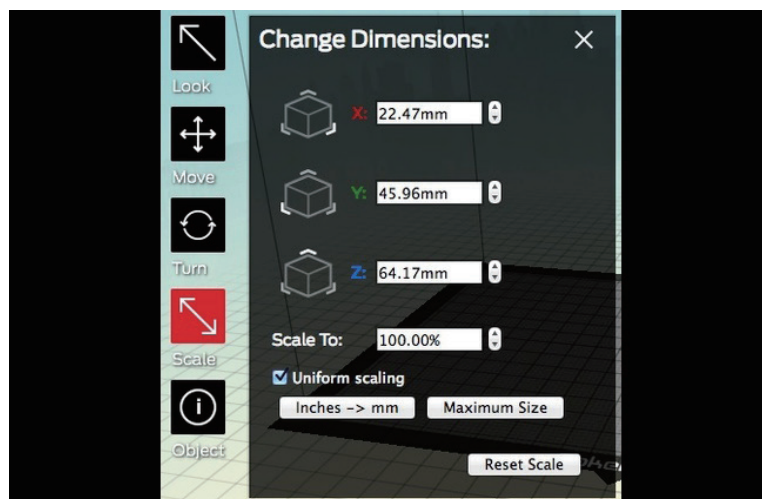 Change Dimensions:
Look
X: 22.47mm
Move
Y: 45.96mm
Turn
Z: 64.17mm
Scale To: 100.00%
Scale
Uniform scaling
Inches -> mm Maximum Size
Object
Reset Scale